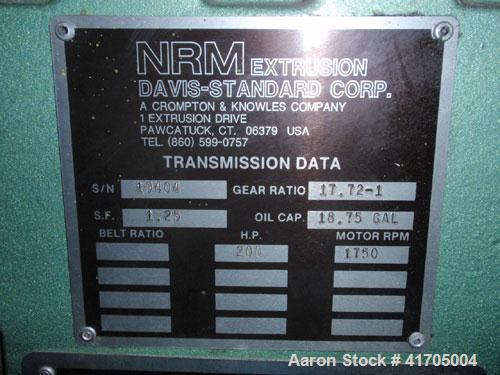 NRM EXTRUSION
DAVIS-STANDARD CORP.
A CROMPTON & KNOWLES COMPANY
1 EXTRUSION DRIVE
PAWCATUCK, CT. 06379 USA
TEL. (860) 599-0757
TRANSMISSION DATA
S/N GEAR RATIO 17.72-1
S.F. 1.25 OIL CAP. 18.75 GAL
BELT RATIO H.P. MOTOR RPM
200 1750
Aaron Stock # 41705004